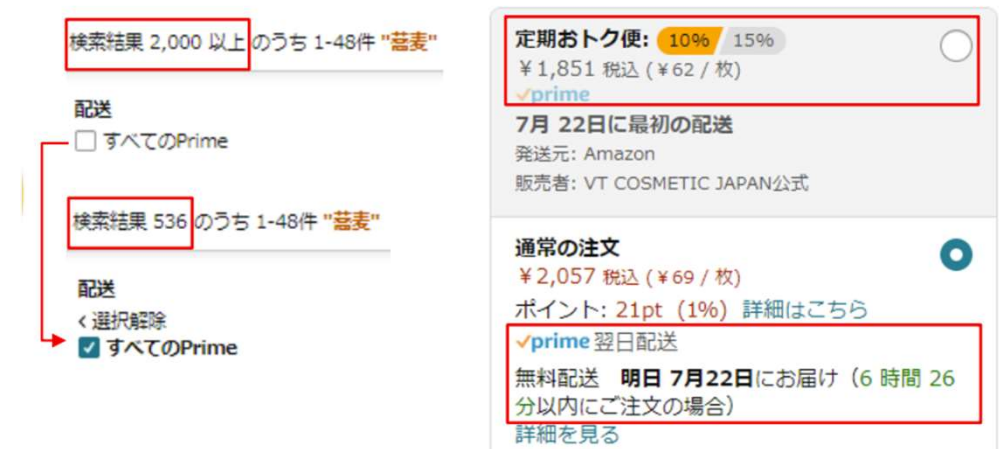 検索結果 2,000 以上 のうち 1-48件 "蕎麦"
配送
すべてのPrime
検索結果 536 のうち 1-48件 "蕎麦"
配送
‹ 選択解除
すべてのPrime
定期おトク便: 10% 15%
¥1,851 税込 (¥62 / 枚)
prime
7月 22日に最初の配送
発送元: Amazon
販売者: VT COSMETIC JAPAN公式
通常の注文
¥2,057 税込 (¥69 / 枚)
ポイント: 21pt (1%) 詳細はこちら
prime 翌日配送
無料配送 明日 7月22日にお届け（6 時間 26
分以内にご注文の場合）
詳細を見る